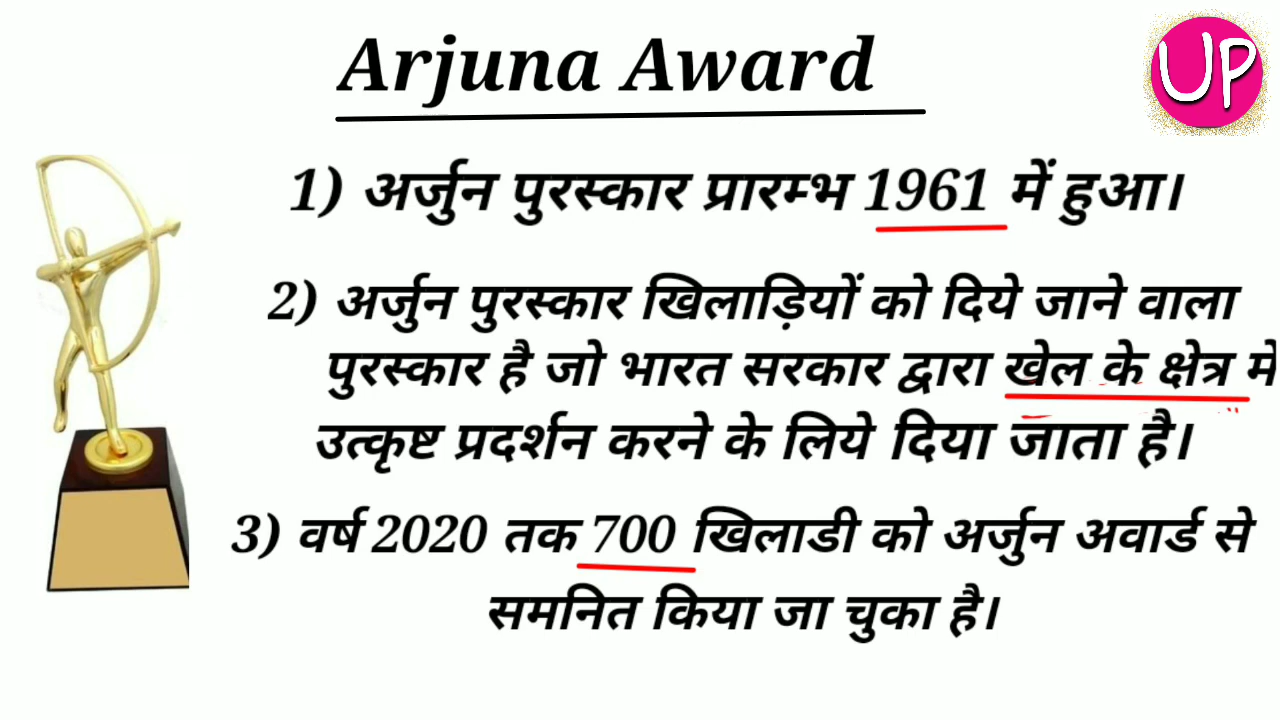 Arjuna Award
UP
1) अर्जुन पुरस्कार प्रारम्भ 1961 में हुआ।
2) अर्जुन पुरस्कार खिलाड़ियों को दिये जाने वाला
पुरस्कार है जो भारत सरकार द्वारा खेल के क्षेत्र मे
उत्कृष्ट प्रदर्शन करने के लिये दिया जाता है।
3) वर्ष 2020 तक 700 खिलाडी को अर्जुन अवार्ड से
समनित किया जा चुका है।